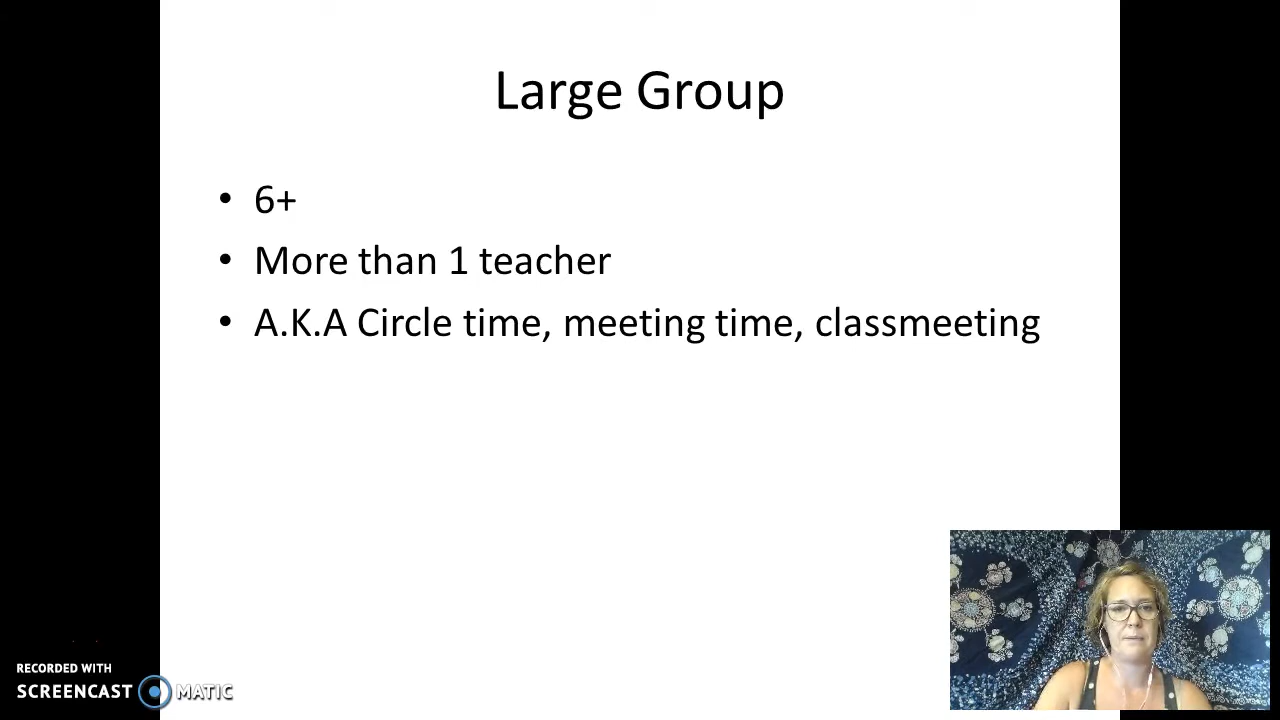 Large Group
• 6+
• More than 1 teacher
• A.K.A Circle time, meeting time, classmeeting
RECORDED WITH
SCREENCAST MATIC